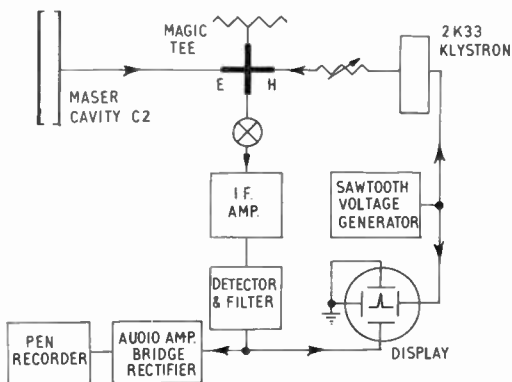 MAGIC
TEE
2K33
KLYSTRON
E H
MASER
CAVITY C2
I.F.
AMP.
SAWTOOTH
VOLTAGE
GENERATOR
DETECTOR
& FILTER
DISPLAY
PEN
RECORDER
AUDIO AMP.
BRIDGE
RECTIFIER